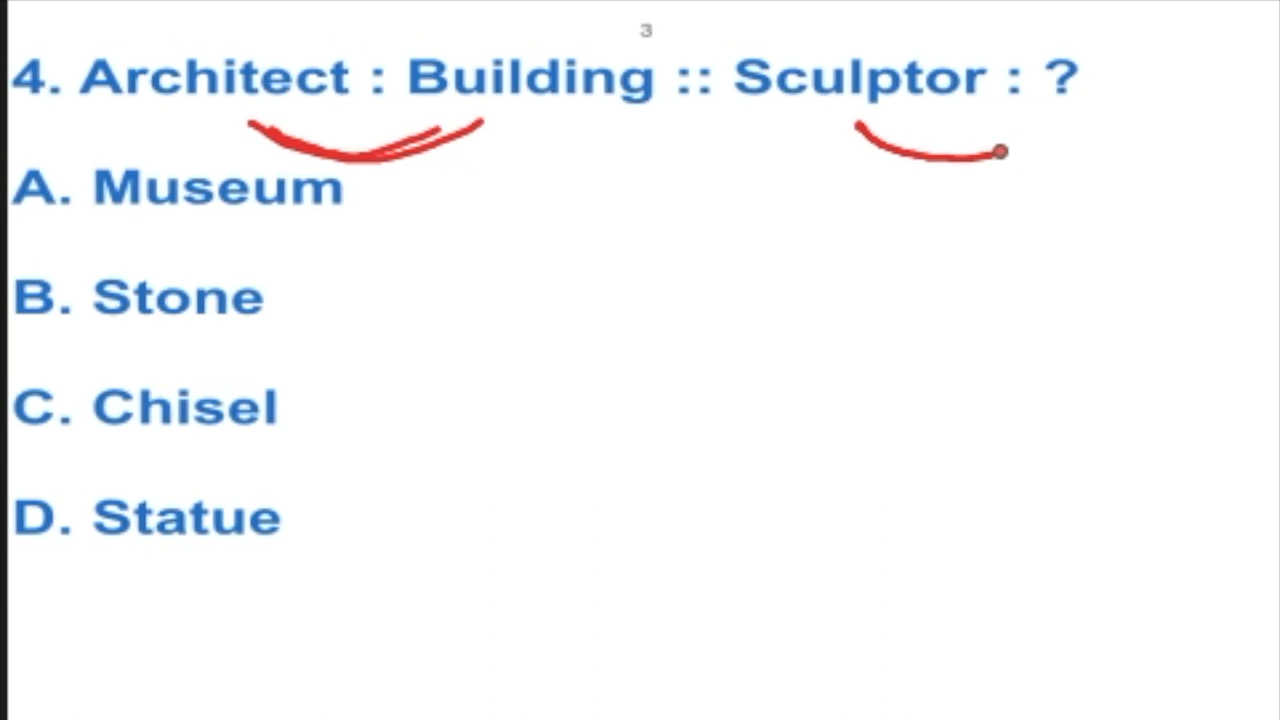 3
4. Architect : Building :: Sculptor : ?
A. Museum
B. Stone
C. Chisel
D. Statue